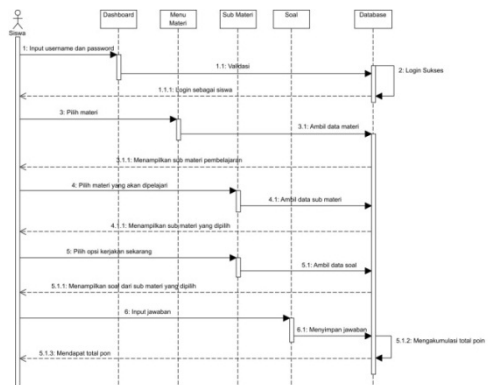 Dashboard
Menu
Materi
Sub Materi
Soal
Database
Siswa
1: Input username dan password
1.1: Validasi
2: Login Sukses
1.1.1: Login sebagai siswa
3: Pilih materi
3.1: Ambil data materi
3.1.1: Menampilkan sub materi pembelajaran
4: Pilih materi yang akan dipelajari
4.1: Ambil data sub materi
4.1.1: Menampilkan sub materi yang dipilih
5: Pilih opsi kerjakan sekarang
5.1: Ambil data soal
5.1.1: Menampilkan soal dari sub materi yang dipilih
6: Input jawaban
6.1: Menyimpan jawaban
5.1.2: Mengakumulasi total poin
5.1.3: Mendapat total pon